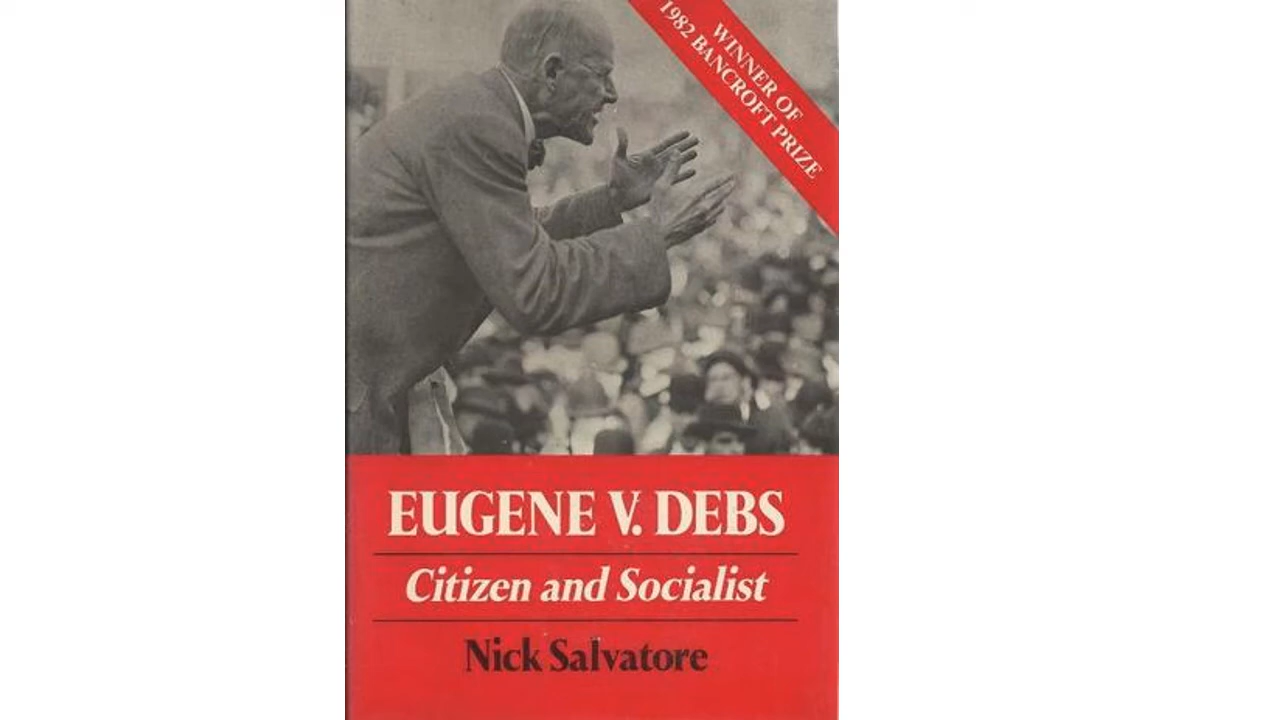 WINNER OF
1982 BANCROFT PRIZE
EUGENE V. DEBS
Citizen and Socialist
Nick Salvatore